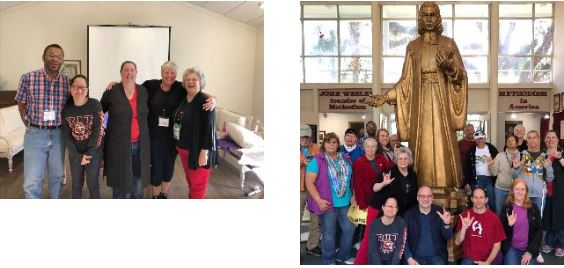 RIT
JOHN WESLEY
Founder of
Methodism
METHODISM
in America
RIT